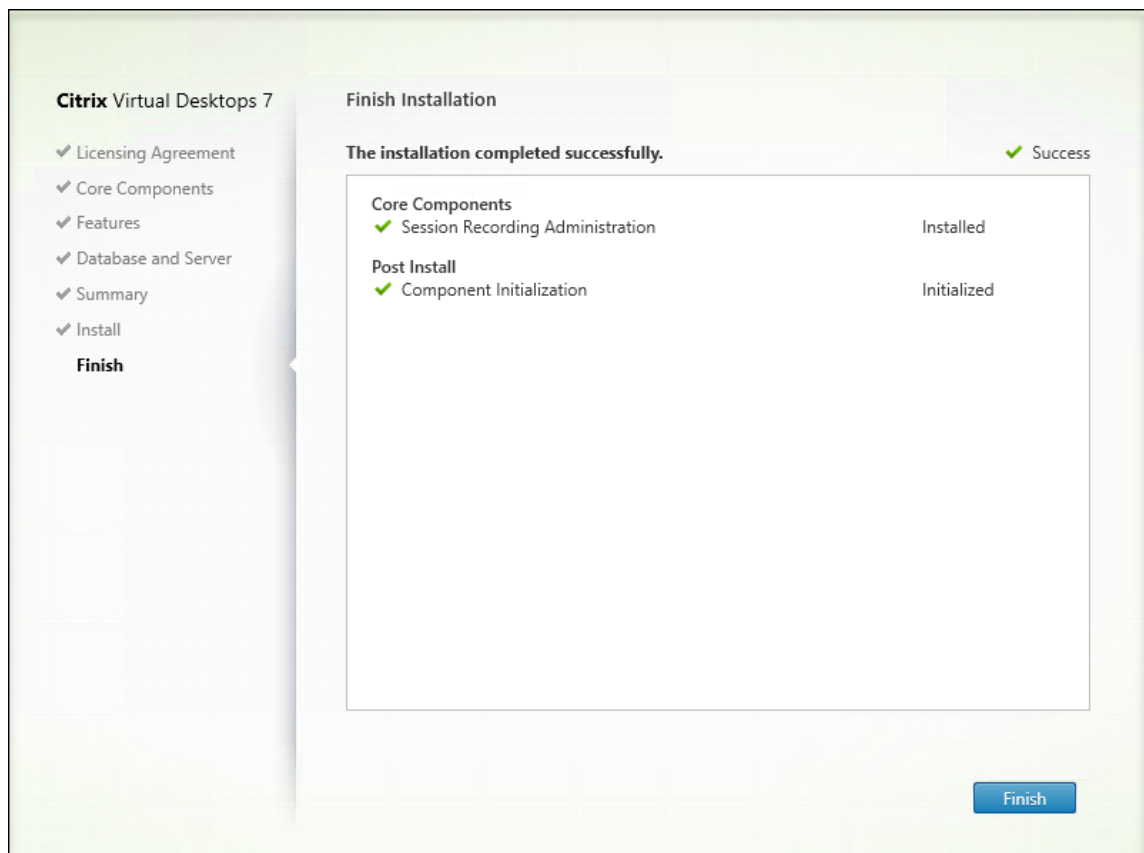 Citrix Virtual Desktops 7
Licensing Agreement
Core Components
Features
Database and Server
Summary
Install
Finish
Finish Installation
The installation completed successfully.
Success
Core Components
Session Recording Administration Installed
Post Install
Component Initialization Initialized
Finish